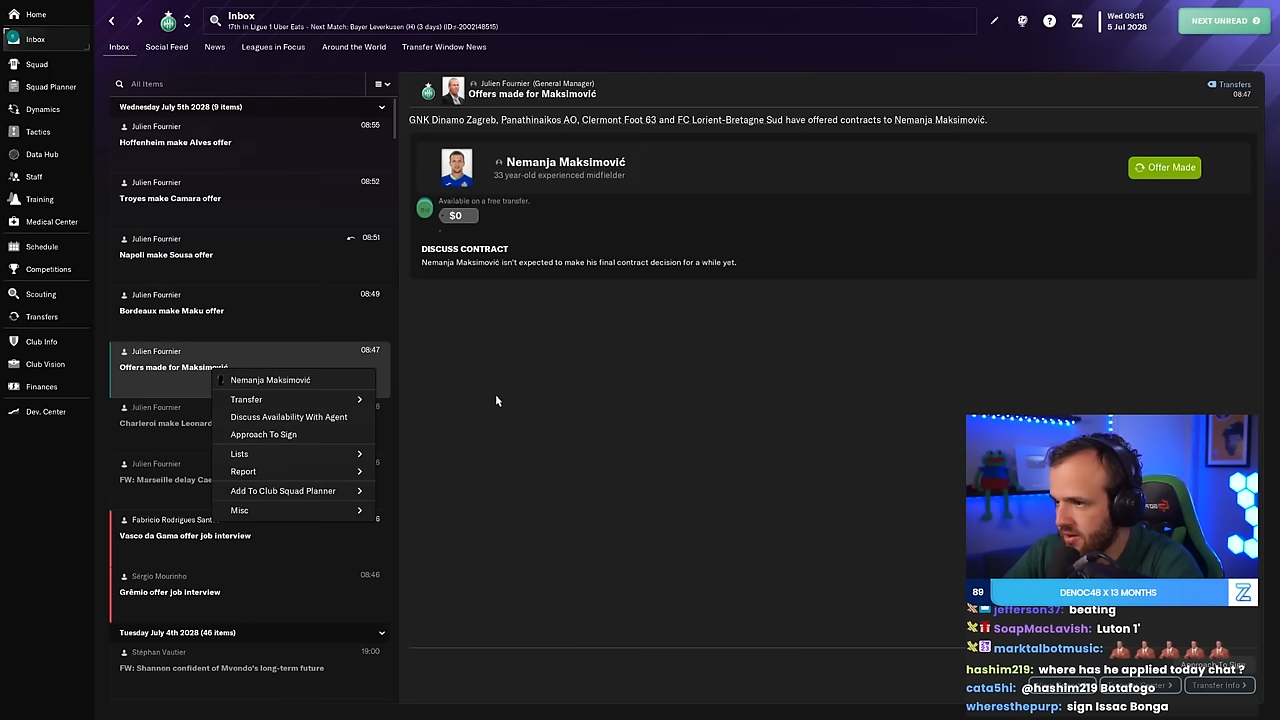 Home
Inbox
Squad
Squad Planner
Dynamics
Tactics
Data Hub
Staff
Training
Medical Center
Schedule
Competitions
Scouting
Transfers
Club Info
Club Vision
Finances
Dev. Center
Inbox
17th in Ligue 1 Uber Eats - Next Match: Bayer Leverkusen (H) (3 days) (ID:-2002148515)
Wed 09:15
5 Jul 2028
NEXT UNREAD
Inbox Social Feed News Leagues in Focus Around the World Transfer Window News
All Items
Wednesday July 5th 2028 (9 items)
Julien Fournier 08:55
Hoffenheim make Alves offer
Julien Fournier 08:52
Troyes make Camara offer
Julien Fournier 08:51
Napoli make Sousa offer
Julien Fournier 08:49
Bordeaux make Maku offer
Julien Fournier 08:47
Offers made for Maksimović
Julien Fournier
Charleroi make Leonard
Julien Fournier
FW: Marseille delay Cae
Fabricio Rodrigues Sant
Vasco da Gama offer job interview
Sérgio Mourinho 08:46
Grêmio offer job interview
Tuesday July 4th 2028 (46 items)
Stéphan Vautier 19:00
FW: Shannon confident of Mvondo's long-term future
Nemanja Maksimović
Transfer
Discuss Availability With Agent
Approach To Sign
Lists
Report
Add To Club Squad Planner
Misc
Julien Fournier (General Manager)
Offers made for Maksimović
Transfers
08:47
GNK Dinamo Zagreb, Panathinaikos AO, Clermont Foot 63 and FC Lorient-Bretagne Sud have offered contracts to Nemanja Maksimović.
Nemanja Maksimović
33 year-old experienced midfielder
Offer Made
Available on a free transfer.
$0
DISCUSS CONTRACT
Nemanja Maksimović isn't expected to make his final contract decision for a while yet.
89 DENOC48 X 13 MONTHS
jefferson37: beating
SoapMacLavish: Luton 1'
marktalbotmusic:
Approach To Sign
hashim219: where has he applied today chat ?
cata5hi: @hashim219 Botafogo
Transfer Info
wheresthepurp: sign Issac Bonga